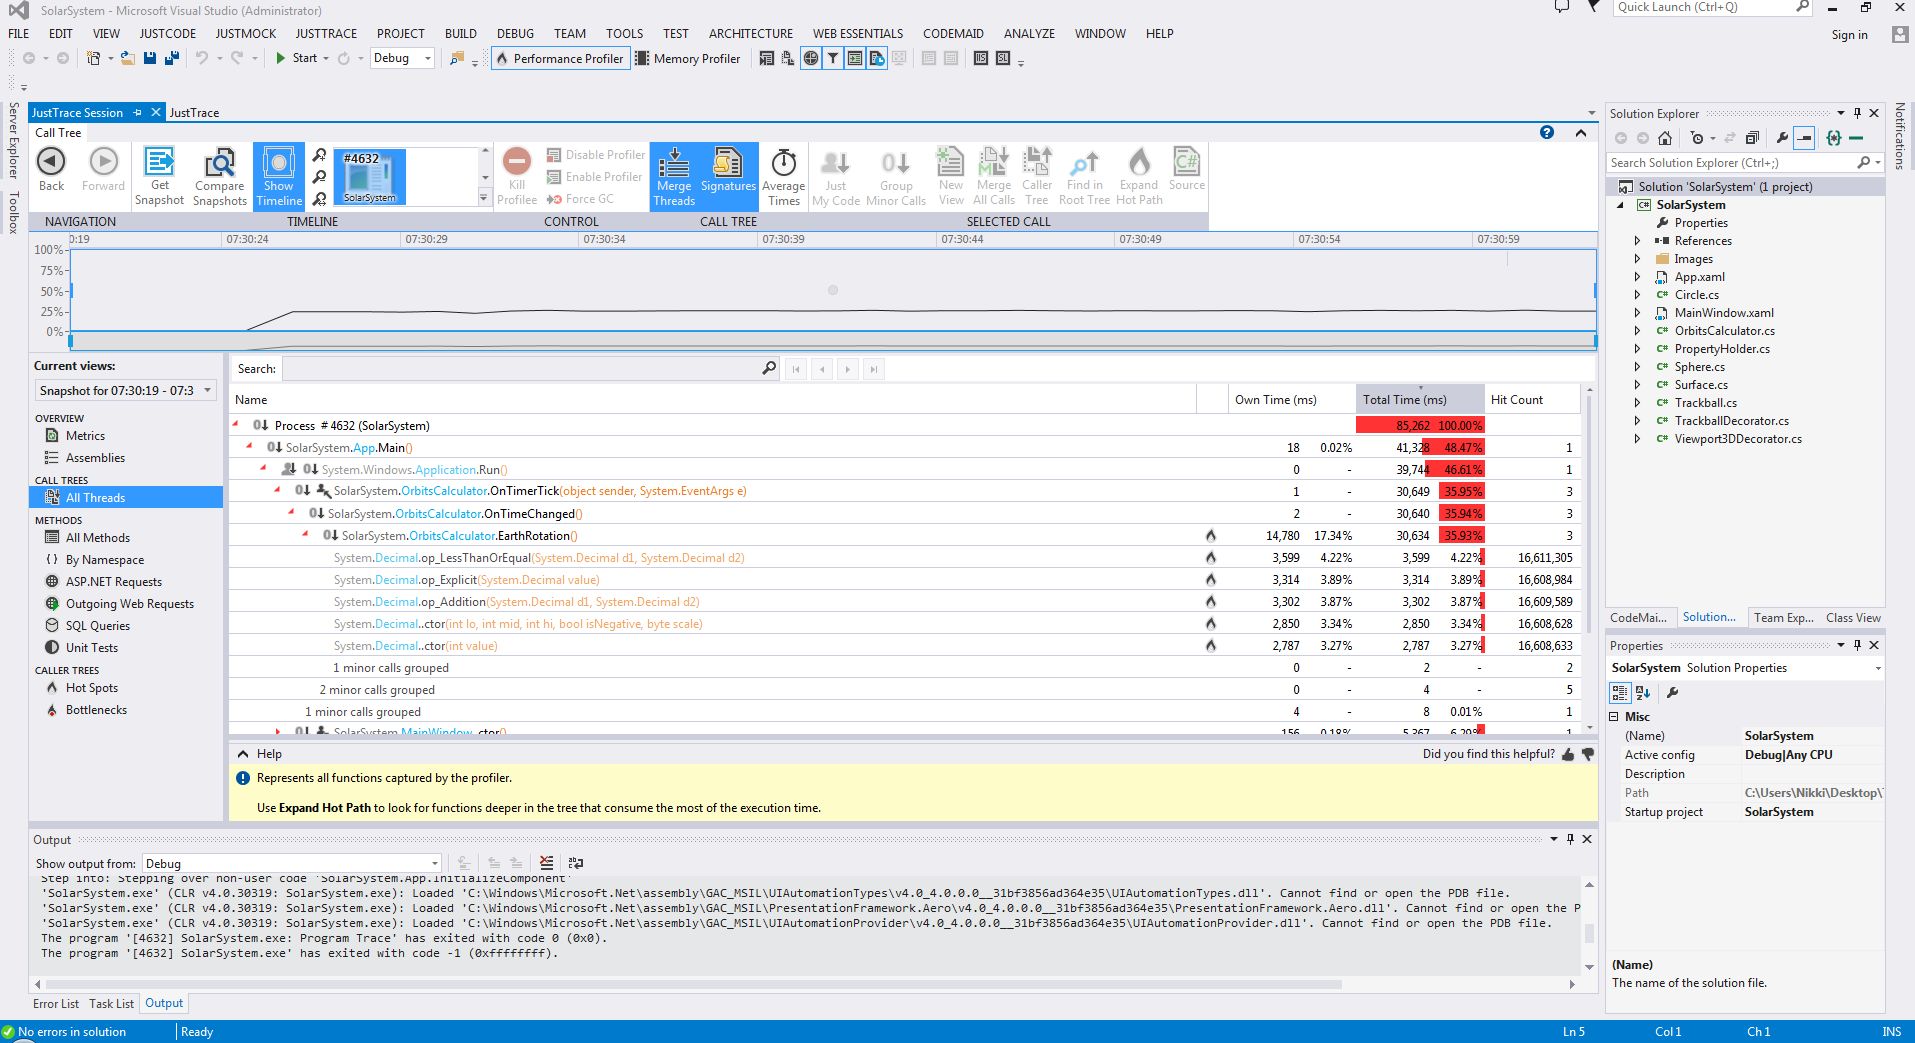 SolarSystem - Microsoft Visual Studio (Administrator)
Quick Launch (Ctrl+Q)
FILE EDIT VIEW JUSTCODE JUSTMOCK JUSTTRACE PROJECT BUILD DEBUG TEAM TOOLS TEST ARCHITECTURE WEB ESSENTIALS CODEMAID ANALYZE WINDOW HELP
Sign in
Start Debug Performance Profiler Memory Profiler
Server Explorer
Toolbox
JustTrace Session JustTrace
Call Tree
Back Forward Get Snapshot Compare Snapshots Show Timeline
#4632
SolarSystem
Kill Profilee
Disable Profiler
Enable Profiler
Force GC
Merge Threads Signatures Average Times
Just My Code Group Minor Calls New View Merge All Calls Caller Tree Find in Root Tree Expand Hot Path Source
NAVIGATION TIMELINE CONTROL CALL TREE SELECTED CALL
0:19 07:30:24 07:30:29 07:30:34 07:30:39 07:30:44 07:30:49 07:30:54 07:30:59
100%
75%
50%
25%
0%
Current views:
Snapshot for 07:30:19 - 07:3
OVERVIEW
Metrics
Assemblies
CALL TREES
All Threads
METHODS
All Methods
By Namespace
ASP.NET Requests
Outgoing Web Requests
SQL Queries
Unit Tests
CALLER TREES
Hot Spots
Bottlenecks
Search:
Name Own Time (ms) Total Time (ms) Hit Count
Process # 4632 (SolarSystem) 85,262 100.00%
SolarSystem.App.Main() 18 0.02% 41,328 48.47% 1
System.Windows.Application.Run() 0 - 39,744 46.61% 1
SolarSystem.OrbitsCalculator.OnTimerTick(object sender, System.EventArgs e) 1 - 30,649 35.95% 3
SolarSystem.OrbitsCalculator.OnTimeChanged() 2 - 30,640 35.94% 3
SolarSystem.OrbitsCalculator.EarthRotation() 14,780 17.34% 30,634 35.93% 3
System.Decimal.op_LessThanOrEqual(System.Decimal d1, System.Decimal d2) 3,599 4.22% 3,599 4.22% 16,611,305
System.Decimal.op_Explicit(System.Decimal value) 3,314 3.89% 3,314 3.89% 16,608,984
System.Decimal.op_Addition(System.Decimal d1, System.Decimal d2) 3,302 3.87% 3,302 3.87% 16,609,589
System.Decimal..ctor(int lo, int mid, int hi, bool isNegative, byte scale) 2,850 3.34% 2,850 3.34% 16,608,628
System.Decimal..ctor(int value) 2,787 3.27% 2,787 3.27% 16,608,633
1 minor calls grouped 0 - 2 - 2
2 minor calls grouped 0 - 4 - 5
1 minor calls grouped 4 - 8 0.01% 1
SolarSystem.MainWindow..ctor() 156 0.18% 5,367 6.29% 1
Help
Did you find this helpful?
Represents all functions captured by the profiler.
Use Expand Hot Path to look for functions deeper in the tree that consume the most of the execution time.
Output
Show output from: Debug
Step into: Stepping over non-user code 'SolarSystem.App.InitializeComponent'
'SolarSystem.exe' (CLR v4.0.30319: SolarSystem.exe): Loaded 'C:\Windows\Microsoft.Net\assembly\GAC_MSIL\UIAutomationTypes\v4.0_4.0.0.0__31bf3856ad364e35\UIAutomationTypes.dll'. Cannot find or open the PDB file.
'SolarSystem.exe' (CLR v4.0.30319: SolarSystem.exe): Loaded 'C:\Windows\Microsoft.Net\assembly\GAC_MSIL\PresentationFramework.Aero\v4.0_4.0.0.0__31bf3856ad364e35\PresentationFramework.Aero.dll'. Cannot find or open the P
'SolarSystem.exe' (CLR v4.0.30319: SolarSystem.exe): Loaded 'C:\Windows\Microsoft.Net\assembly\GAC_MSIL\UIAutomationProvider\v4.0_4.0.0.0__31bf3856ad364e35\UIAutomationProvider.dll'. Cannot find or open the PDB file.
The program '[4632] SolarSystem.exe: Program Trace' has exited with code 0 (0x0).
The program '[4632] SolarSystem.exe' has exited with code -1 (0xffffffff).
Error List Task List Output
Solution Explorer
Search Solution Explorer (Ctrl+;)
Solution 'SolarSystem' (1 project)
SolarSystem
Properties
References
Images
App.xaml
Circle.cs
MainWindow.xaml
OrbitsCalculator.cs
PropertyHolder.cs
Sphere.cs
Surface.cs
Trackball.cs
TrackballDecorator.cs
Viewport3DDecorator.cs
CodeMai... Solution... Team Exp... Class View
Properties
SolarSystem Solution Properties
Misc
(Name) SolarSystem
Active config Debug|Any CPU
Description
Path C:\Users\Nikki\Desktop\
Startup project SolarSystem
(Name)
The name of the solution file.
Notifications
No errors in solution Ready Ln 5 Col 1 Ch 1 INS